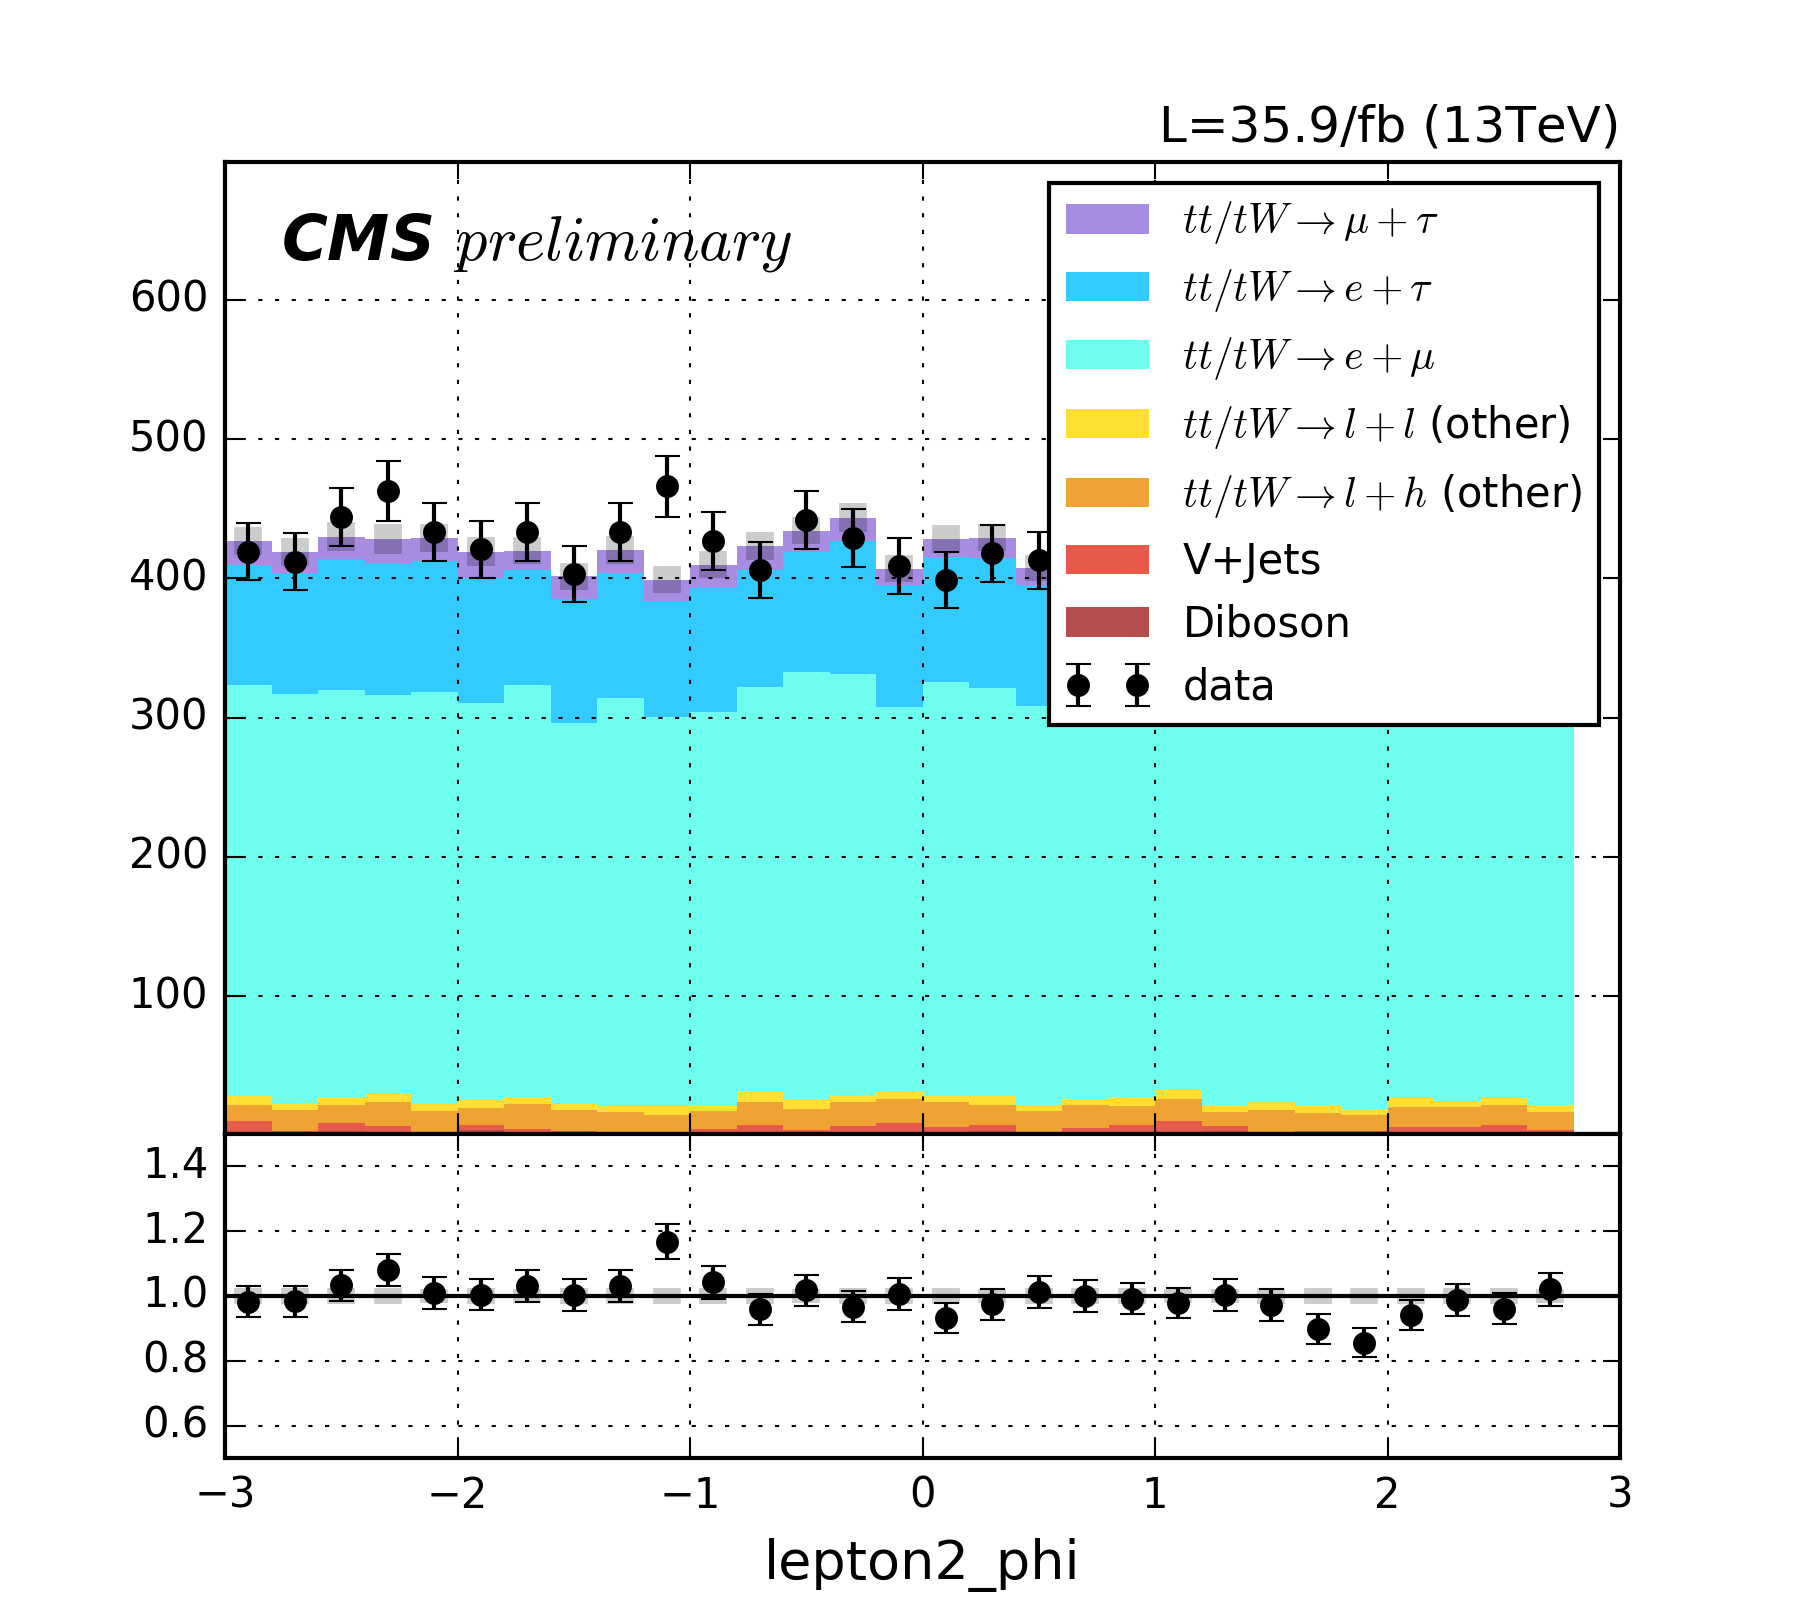 L=35.9/fb (13TeV)
CMS preliminary
tt/tW→μ+τ
tt/tW→e+τ
tt/tW→e+μ
tt/tW→l+l (other)
tt/tW→l+h (other)
V+Jets
Diboson
data
600
500
400
300
200
100
1.4
1.2
1.0
0.8
0.6
−3 −2 −1 0 1 2 3
lepton2_phi